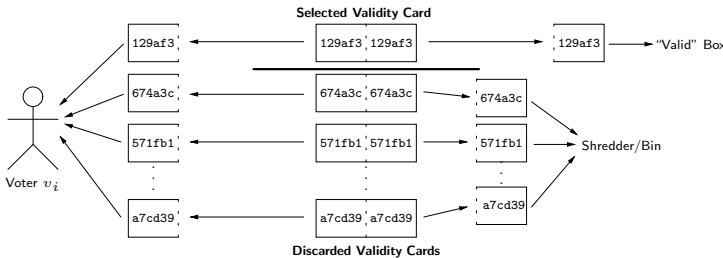 Selected Validity Card
129af3 129af3 129af3 129af3 "Valid" Box
674a3c 674a3c 674a3c 674a3c
571fb1 571fb1 571fb1 571fb1 Shredder/Bin
Voter vi
a7cd39 a7cd39 a7cd39 a7cd39
Discarded Validity Cards